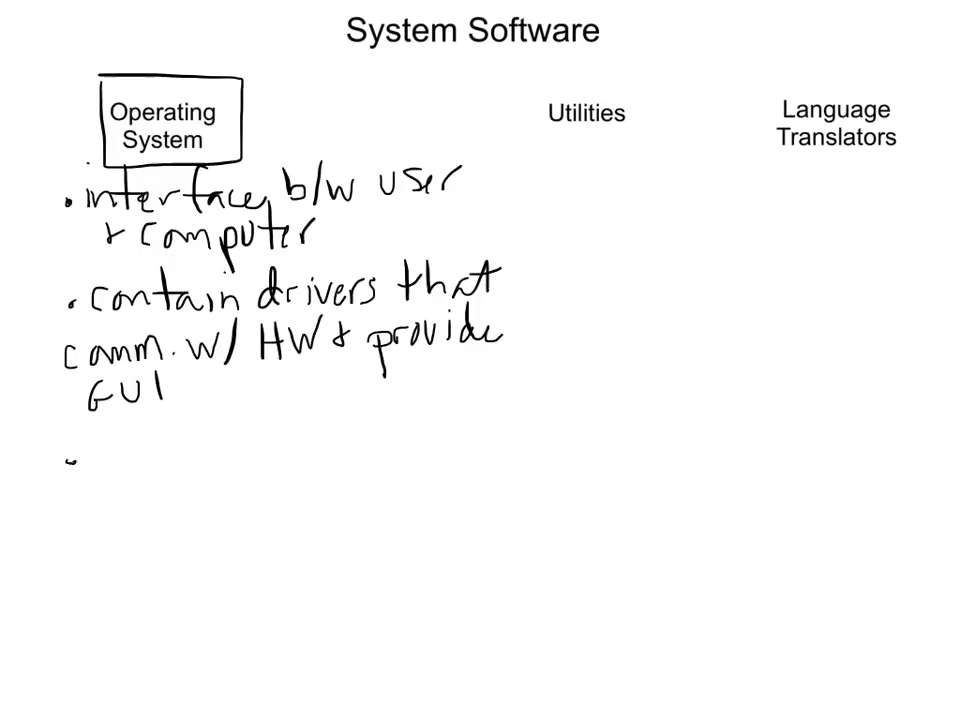 System Software
Operating
System
Utilities
Language
Translators
• interface b/w user
+ computer
• contain drivers that
comm. w/ HW + provide
GUI
•